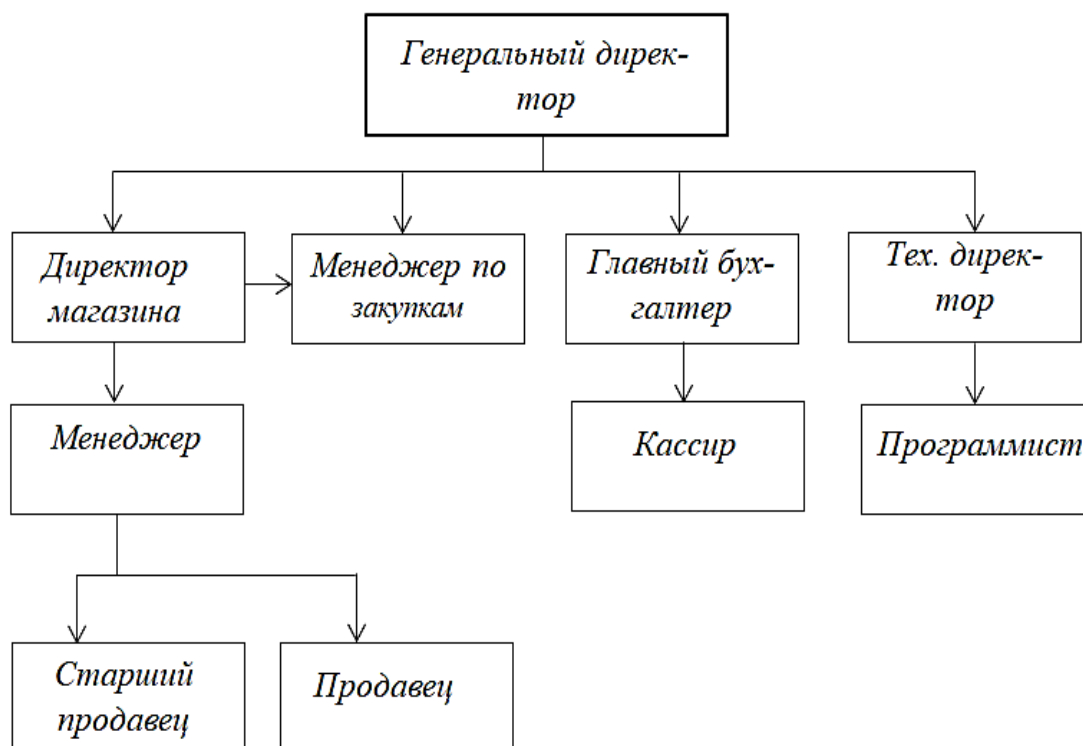 Генеральный дирек-
тор
Директор
магазина
Менеджер по
закупкам
Главный бух-
галтер
Тех. дирек-
тор
Менеджер
Кассир
Программист
Старший
продавец
Продавец